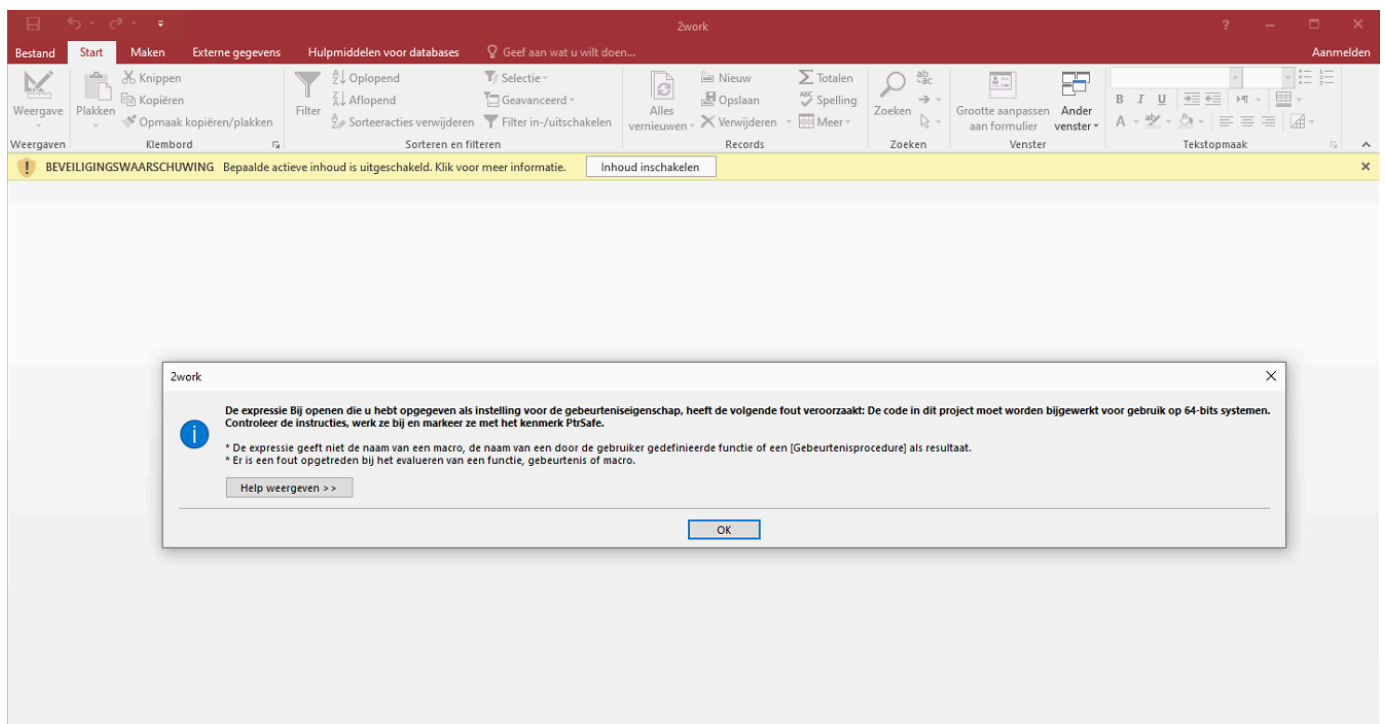 2work
?
Bestand Start Maken Externe gegevens Hulpmiddelen voor databases Geef aan wat u wilt doen... Aanmelden
Weergave
Plakken
Knippen
Kopiëren
Opmaak kopiëren/plakken
Filter
Oplopend
Aflopend
Sorteeracties verwijderen
Selectie
Geavanceerd
Filter in-/uitschakelen
Alles
vernieuwen
Nieuw
Opslaan
Verwijderen
Totalen
Spelling
Meer
Zoeken
Grootte aanpassen
aan formulier
Ander
venster
B I U
A
Weergaven Klembord Sorteren en filteren Records Zoeken Venster Tekstopmaak
BEVEILIGINGSWAARSCHUWING Bepaalde actieve inhoud is uitgeschakeld. Klik voor meer informatie. Inhoud inschakelen
2work
De expressie Bij openen die u hebt opgegeven als instelling voor de gebeurteniseigenschap, heeft de volgende fout veroorzaakt: De code in dit project moet worden bijgewerkt voor gebruik op 64-bits systemen.
Controleer de instructies, werk ze bij en markeer ze met het kenmerk PtrSafe.
* De expressie geeft niet de naam van een macro, de naam van een door de gebruiker gedefinieerde functie of een [Gebeurtenisprocedure] als resultaat.
* Er is een fout opgetreden bij het evalueren van een functie, gebeurtenis of macro.
Help weergeven >>
OK